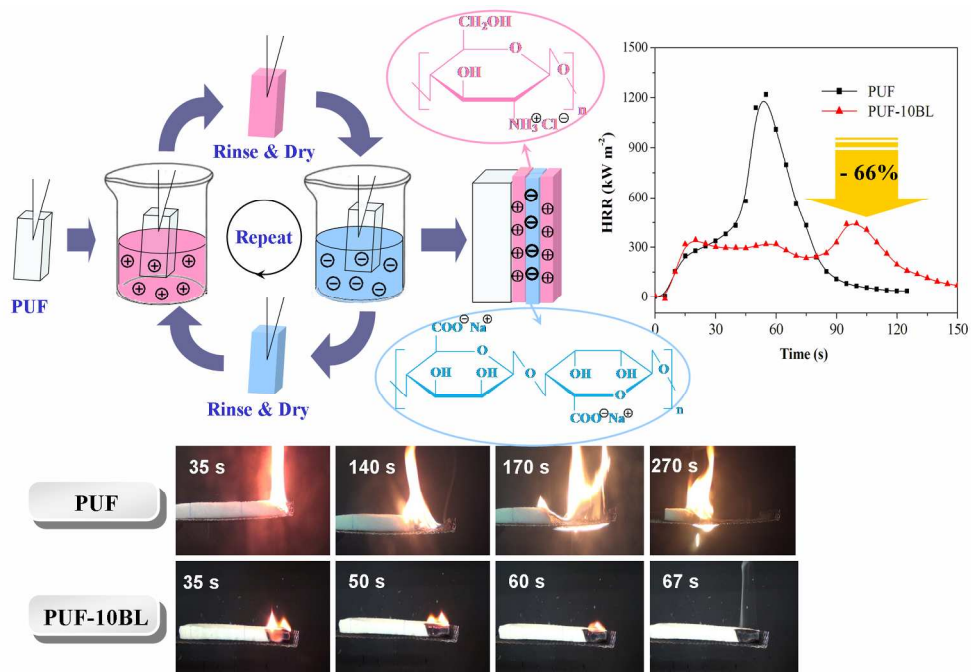 CH₂OH
O
O
OH
n
NH₃⊕Cl⊖
Rinse & Dry
PUF
Repeat
Rinse & Dry
COO⊖Na⊕
O
OH
OH
O
OH
OH
O
O
COO⊖Na⊕
n
1500
1200
900
600
300
0
HRR (kW m⁻²)
PUF
PUF-10BL
- 66%
0
30
60
90
120
150
Time (s)
PUF
35 s
140 s
170 s
270 s
PUF-10BL
35 s
50 s
60 s
67 s